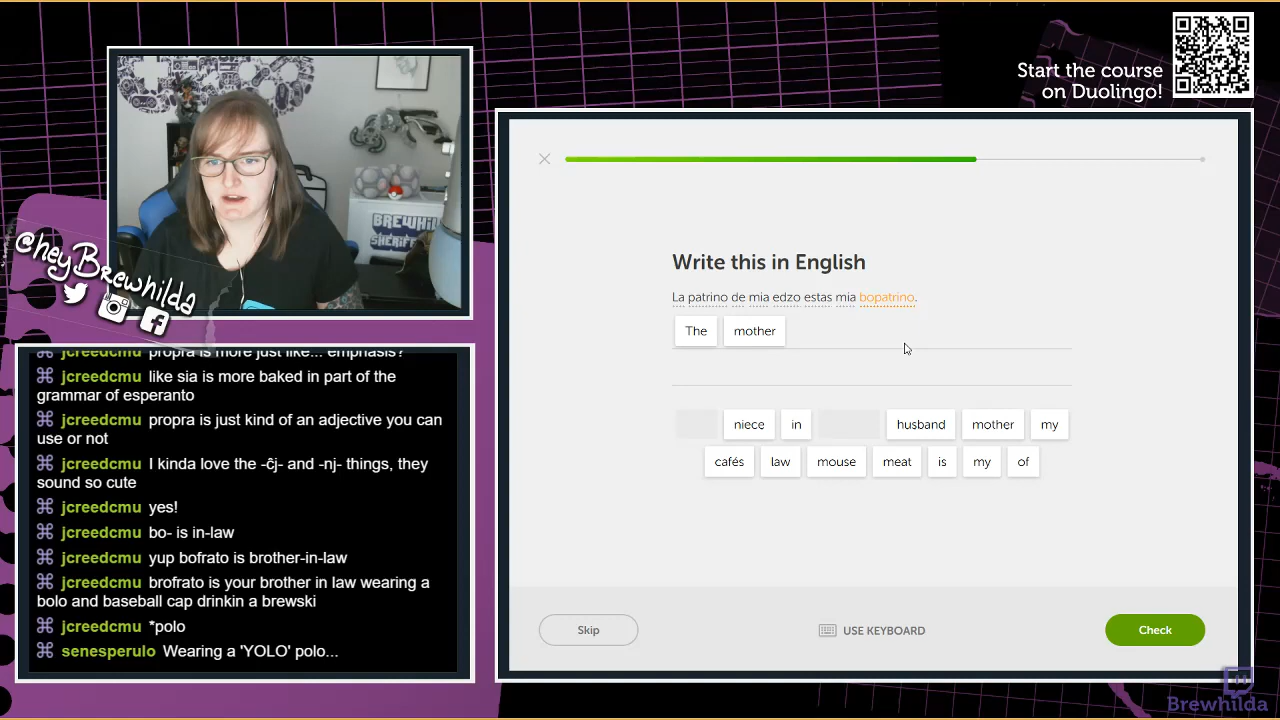 Start the course
on Duolingo!
@heyBrewhilda
BREWHIL
SHERIFF
Write this in English
La patrino de mia edzo estas mia bopatrino.
The mother
niece in husband mother my
cafés law mouse meat is my of
Skip
USE KEYBOARD
Check
propra is more just like... emphasis?
jcreedcmu like sia is more baked in part of the
grammar of esperanto
jcreedcmu propra is just kind of an adjective you can
use or not
jcreedcmu I kinda love the -ĉj- and -nj- things, they
sound so cute
jcreedcmu yes!
jcreedcmu bo- is in-law
jcreedcmu yup bofrato is brother-in-law
jcreedcmu brofrato is your brother in law wearing a
bolo and baseball cap drinkin a brewski
jcreedcmu *polo
senesperulo Wearing a 'YOLO' polo...
Brewhilda